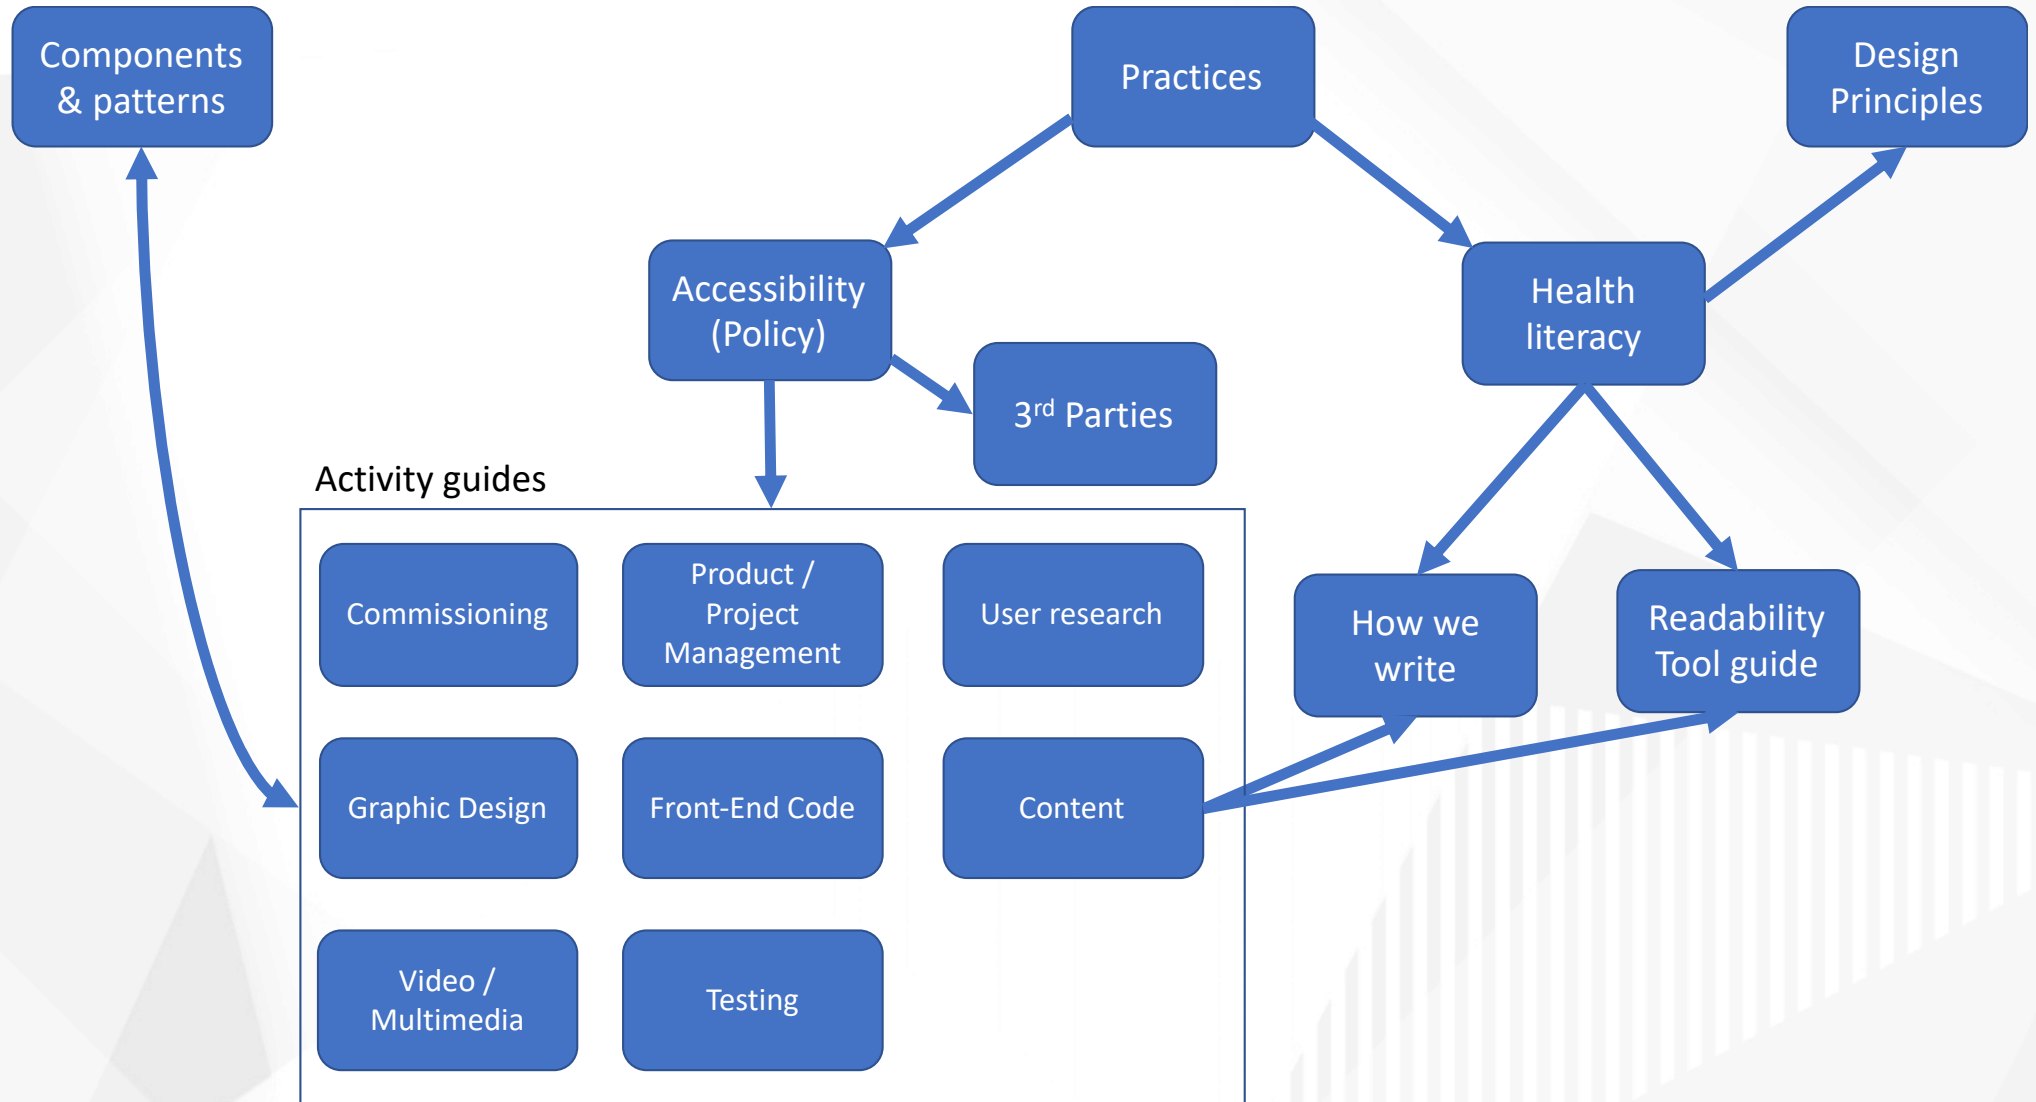 Components
& patterns
Practices
Design
Principles
Accessibility
(Policy)
Health
literacy
3rd Parties
Activity guides
Commissioning
Product /
Project
Management
User research
How we
write
Readability
Tool guide
Graphic Design
Front-End Code
Content
Video /
Multimedia
Testing